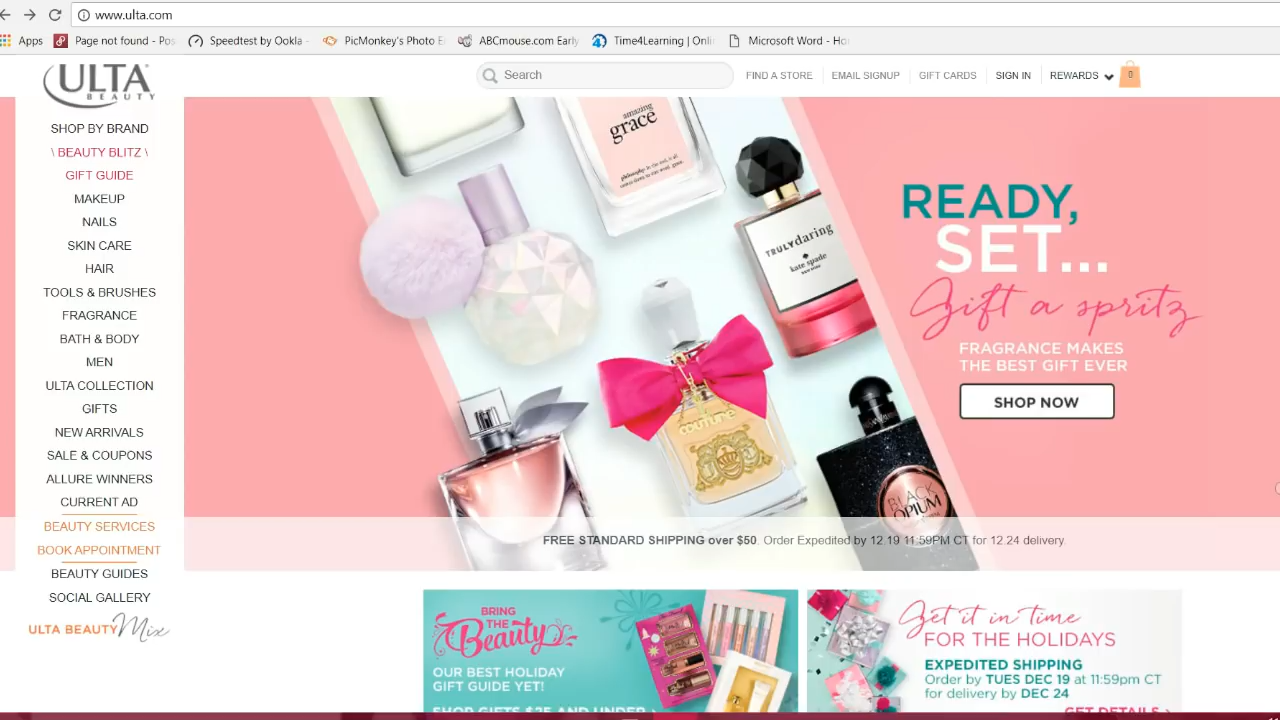 www.ulta.com
Apps Page not found - Pos Speedtest by Ookla - PicMonkey's Photo E ABCmouse.com Early Time4Learning | Onli Microsoft Word - Ho
ULTA
BEAUTY
Search
FIND A STORE EMAIL SIGNUP GIFT CARDS SIGN IN REWARDS 0
SHOP BY BRAND
\ BEAUTY BLITZ \
GIFT GUIDE
MAKEUP
NAILS
SKIN CARE
HAIR
TOOLS & BRUSHES
FRAGRANCE
BATH & BODY
MEN
ULTA COLLECTION
GIFTS
NEW ARRIVALS
SALE & COUPONS
ALLURE WINNERS
CURRENT AD
BEAUTY SERVICES
BOOK APPOINTMENT
BEAUTY GUIDES
SOCIAL GALLERY
ULTA BEAUTY Mix
amazing
grace
TRULY daring
kate spade
couture
BLACK
OPIUM
READY,
SET...
Gift a spritz
FRAGRANCE MAKES
THE BEST GIFT EVER
SHOP NOW
FREE STANDARD SHIPPING over $50. Order Expedited by 12.19 11:59PM CT for 12.24 delivery.
BRING
THE
Beauty
OUR BEST HOLIDAY
GIFT GUIDE YET!
SHOP GIFTS $25 AND UNDER >
Get it in time
FOR THE HOLIDAYS
EXPEDITED SHIPPING
Order by TUES DEC 19 at 11:59pm CT
for delivery by DEC 24
GET DETAILS >